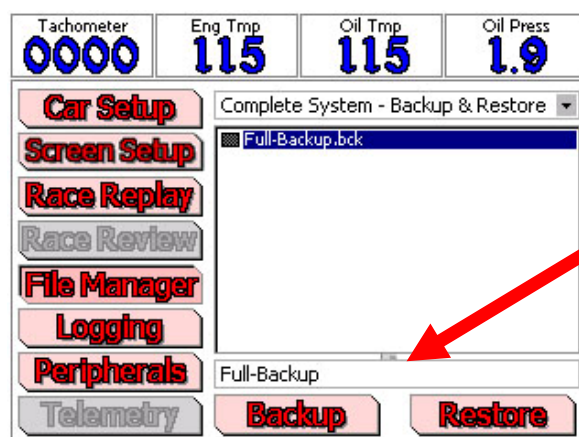 Tachometer Eng Tmp Oil Tmp Oil Press
0000 115 115 1.9
Car Setup
Complete System - Backup & Restore
Screen Setup
Full-Backup.bck
Race Replay
Race Review
File Manager
Logging
Peripherals
Full-Backup
Telemetry
Backup
Restore